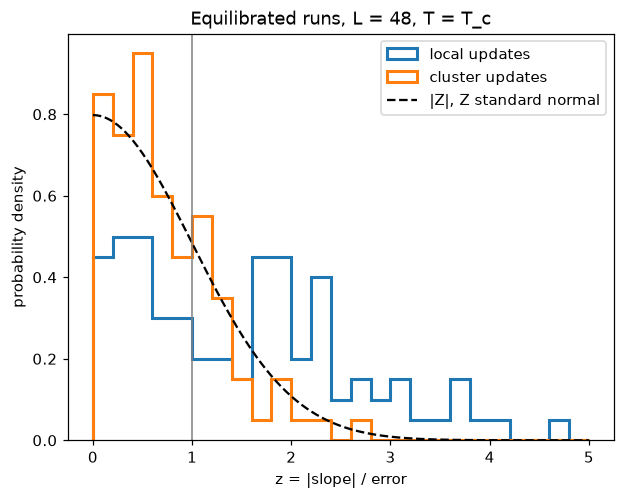 Equilibrated runs, L = 48, T = T_c
local updates
cluster updates
|Z|, Z standard normal
probability density
0.8
0.6
0.4
0.2
0.0
0
1
2
3
4
5
z = |slope| / error